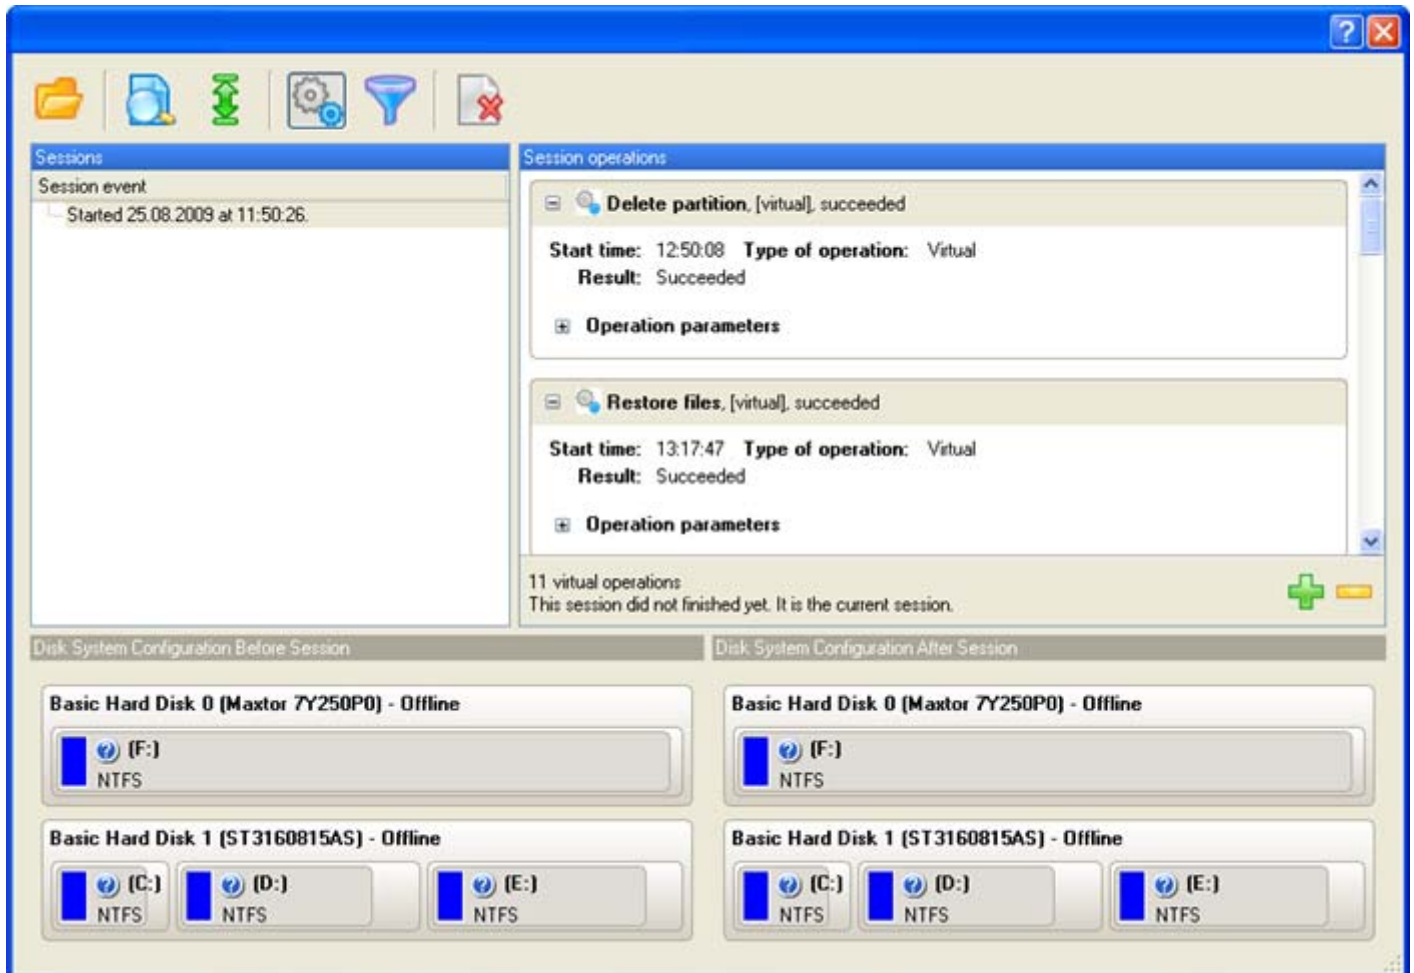 Sessions
Session event
Started 25.08.2009 at 11:50:26.
Session operations
Delete partition, [virtual], succeeded
Start time: 12:50:08 Type of operation: Virtual
Result: Succeeded
Operation parameters
Restore files, [virtual], succeeded
Start time: 13:17:47 Type of operation: Virtual
Result: Succeeded
Operation parameters
11 virtual operations
This session did not finished yet. It is the current session.
Disk System Configuration Before Session
Basic Hard Disk 0 (Maxtor 7Y250P0) - Offline
(F:)
NTFS
Basic Hard Disk 1 (ST3160815AS) - Offline
(C:) (D:) (E:)
NTFS NTFS NTFS
Disk System Configuration After Session
Basic Hard Disk 0 (Maxtor 7Y250P0) - Offline
(F:)
NTFS
Basic Hard Disk 1 (ST3160815AS) - Offline
(C:) (D:) (E:)
NTFS NTFS NTFS